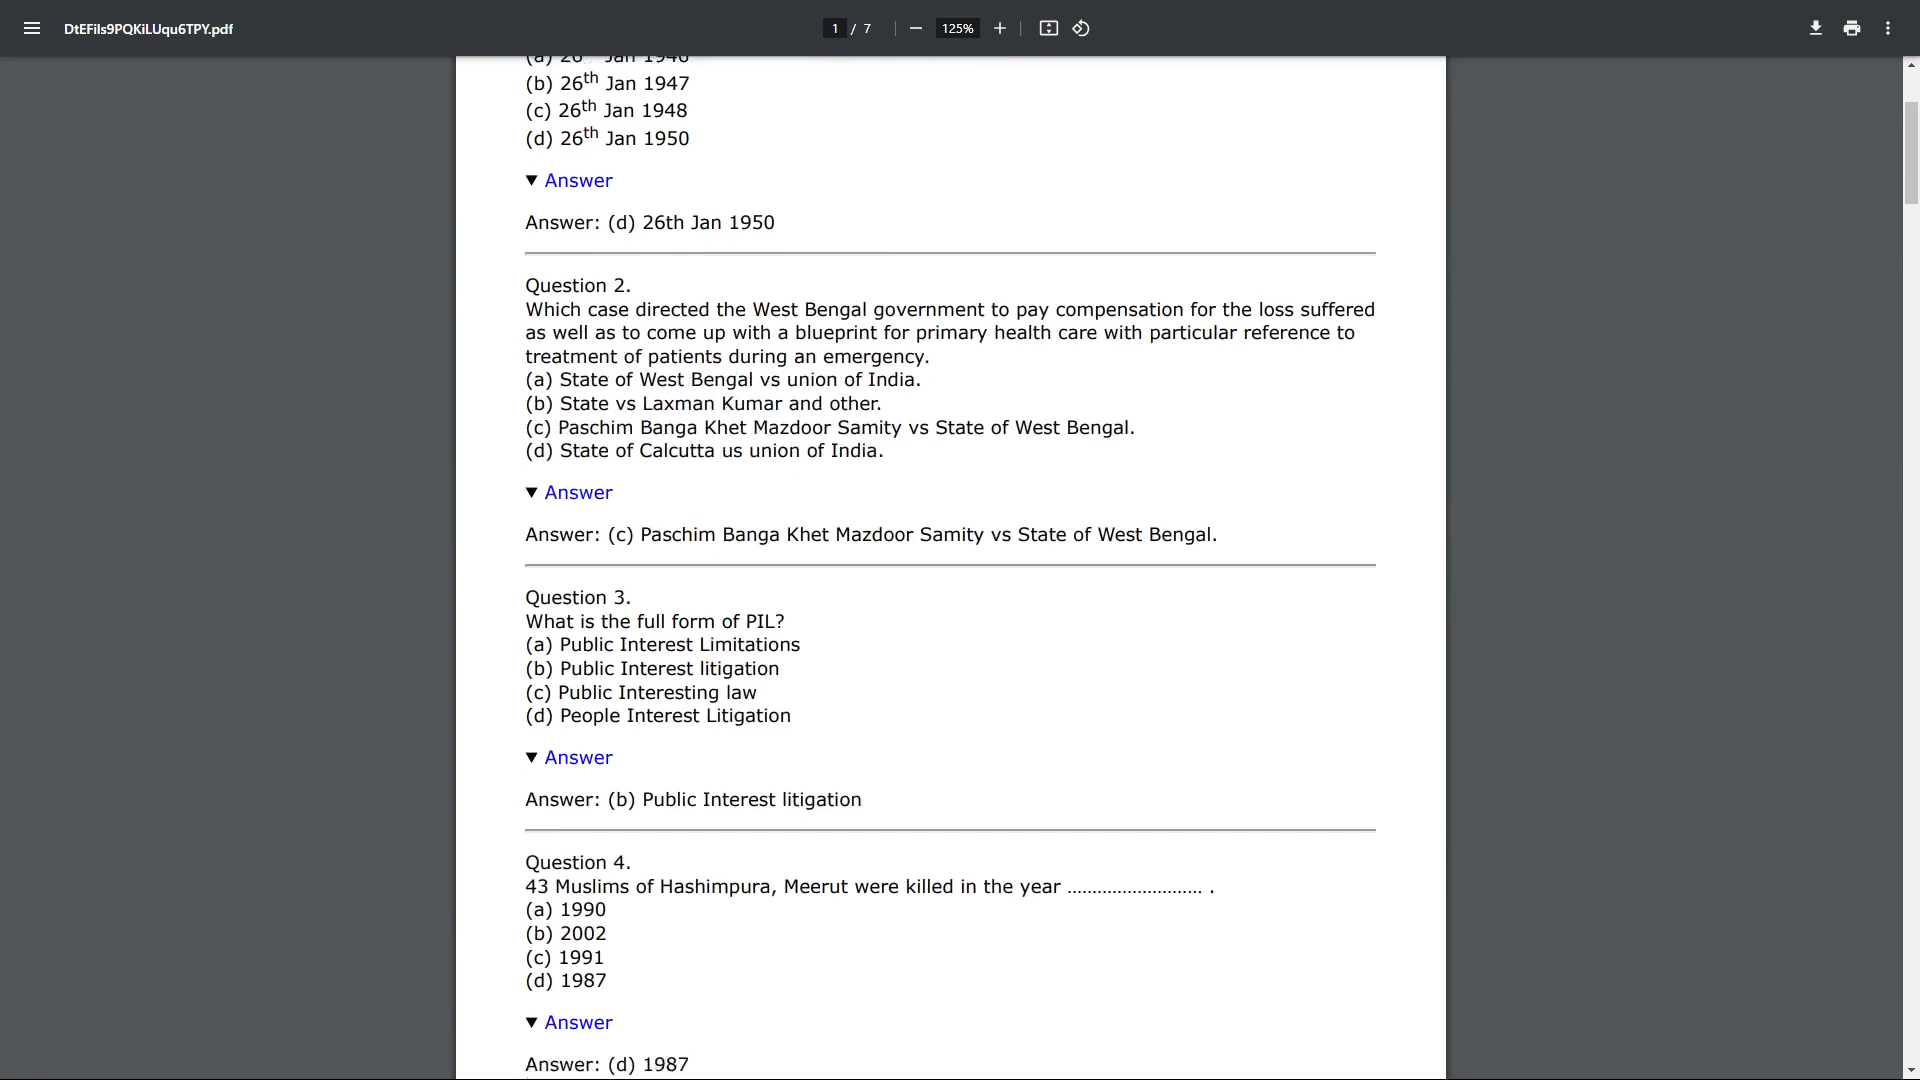 DtEFils9PQKiLUqu6TPY.pdf
1 / 7
125%
(a) 26 Jan 1946
(b) 26th Jan 1947
(c) 26th Jan 1948
(d) 26th Jan 1950
▼ Answer
Answer: (d) 26th Jan 1950
Question 2.
Which case directed the West Bengal government to pay compensation for the loss suffered
as well as to come up with a blueprint for primary health care with particular reference to
treatment of patients during an emergency.
(a) State of West Bengal vs union of India.
(b) State vs Laxman Kumar and other.
(c) Paschim Banga Khet Mazdoor Samity vs State of West Bengal.
(d) State of Calcutta us union of India.
▼ Answer
Answer: (c) Paschim Banga Khet Mazdoor Samity vs State of West Bengal.
Question 3.
What is the full form of PIL?
(a) Public Interest Limitations
(b) Public Interest litigation
(c) Public Interesting law
(d) People Interest Litigation
▼ Answer
Answer: (b) Public Interest litigation
Question 4.
43 Muslims of Hashimpura, Meerut were killed in the year ........................... .
(a) 1990
(b) 2002
(c) 1991
(d) 1987
▼ Answer
Answer: (d) 1987